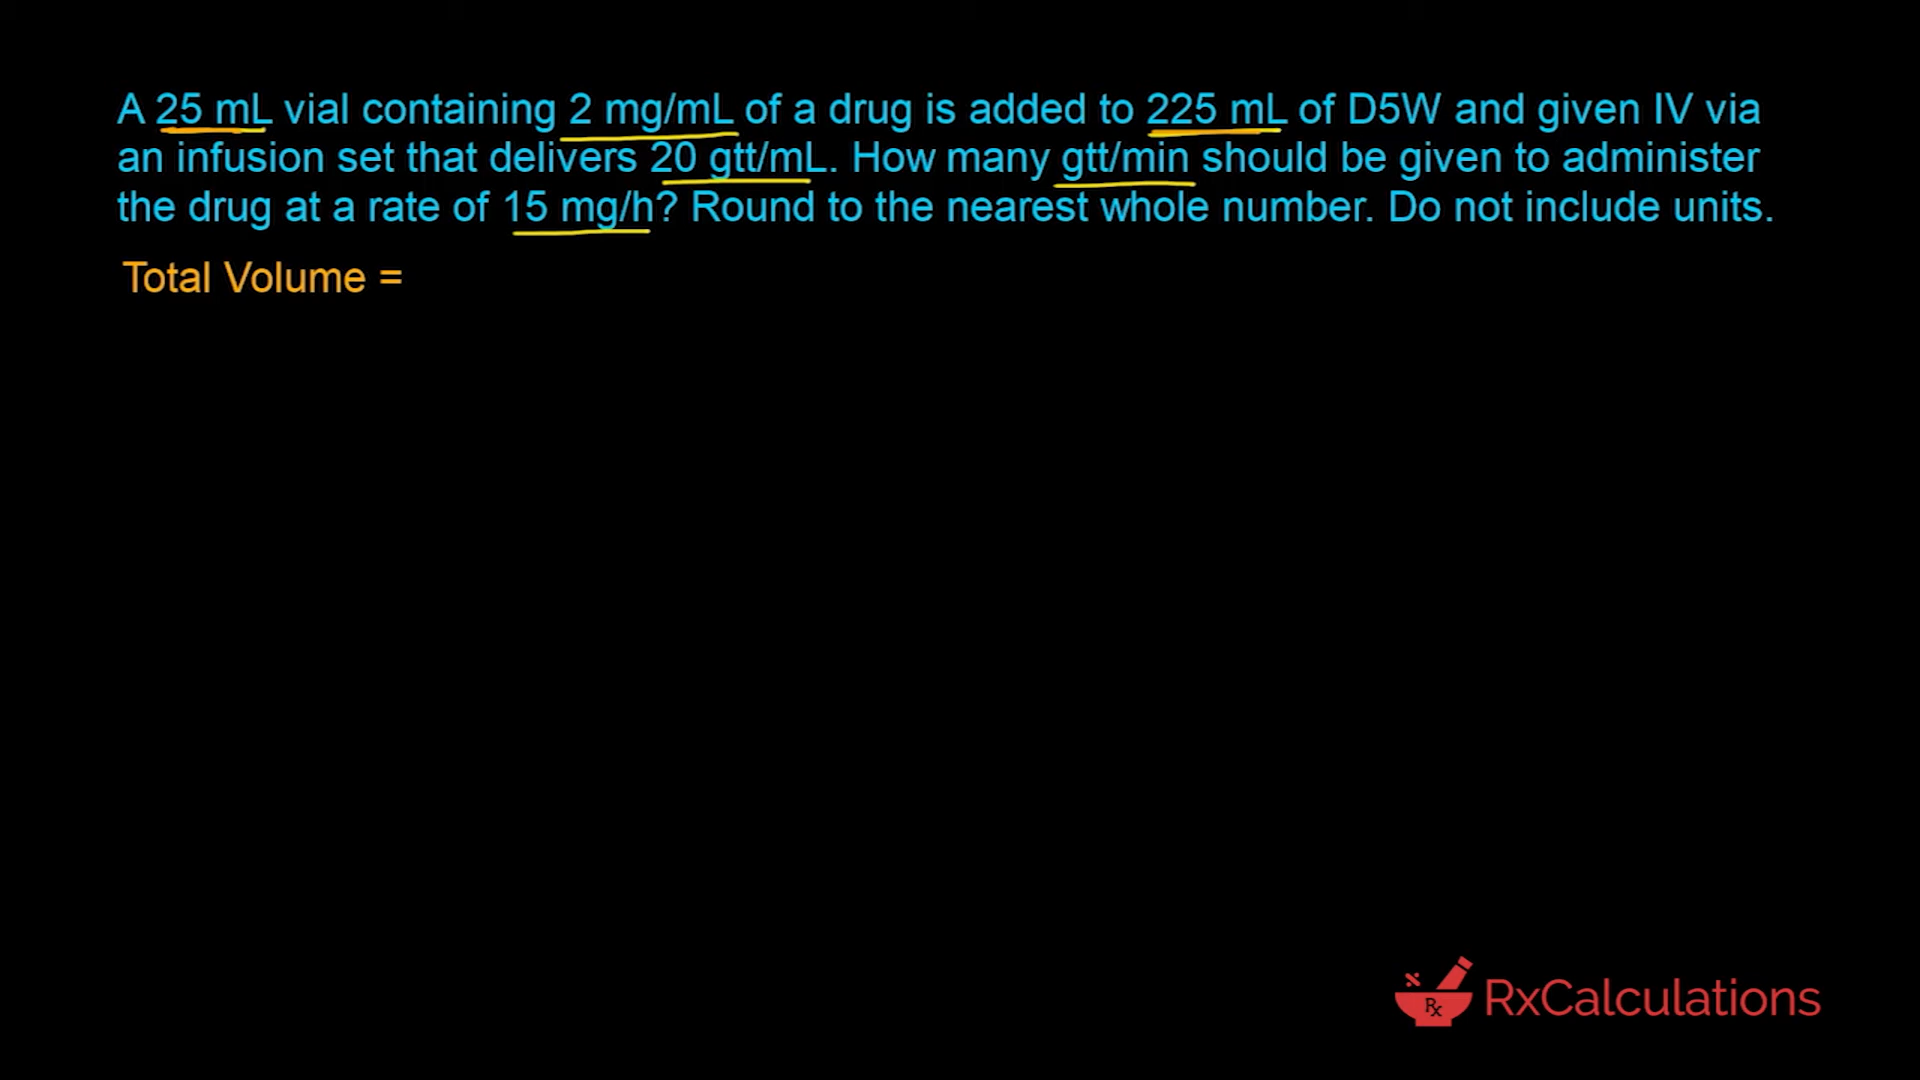 A 25 mL vial containing 2 mg/mL of a drug is added to 225 mL of D5W and given IV via
an infusion set that delivers 20 gtt/mL. How many gtt/min should be given to administer
the drug at a rate of 15 mg/h? Round to the nearest whole number. Do not include units.
Total Volume =
Rx RxCalculations